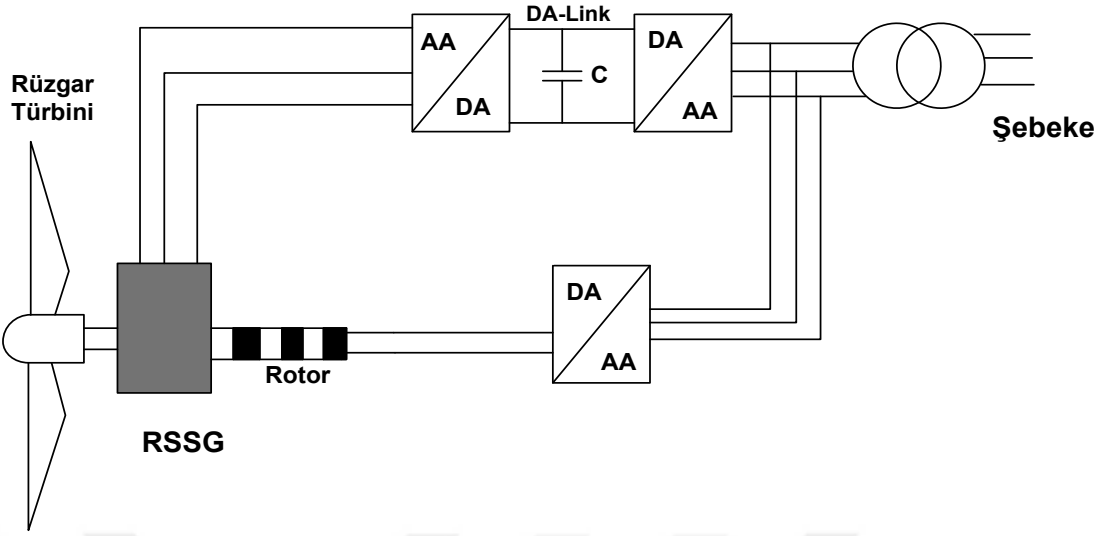 DA-Link
AA
DA
C
DA
AA
Rüzgar
Türbini
Şebeke
DA
AA
Rotor
RSSG